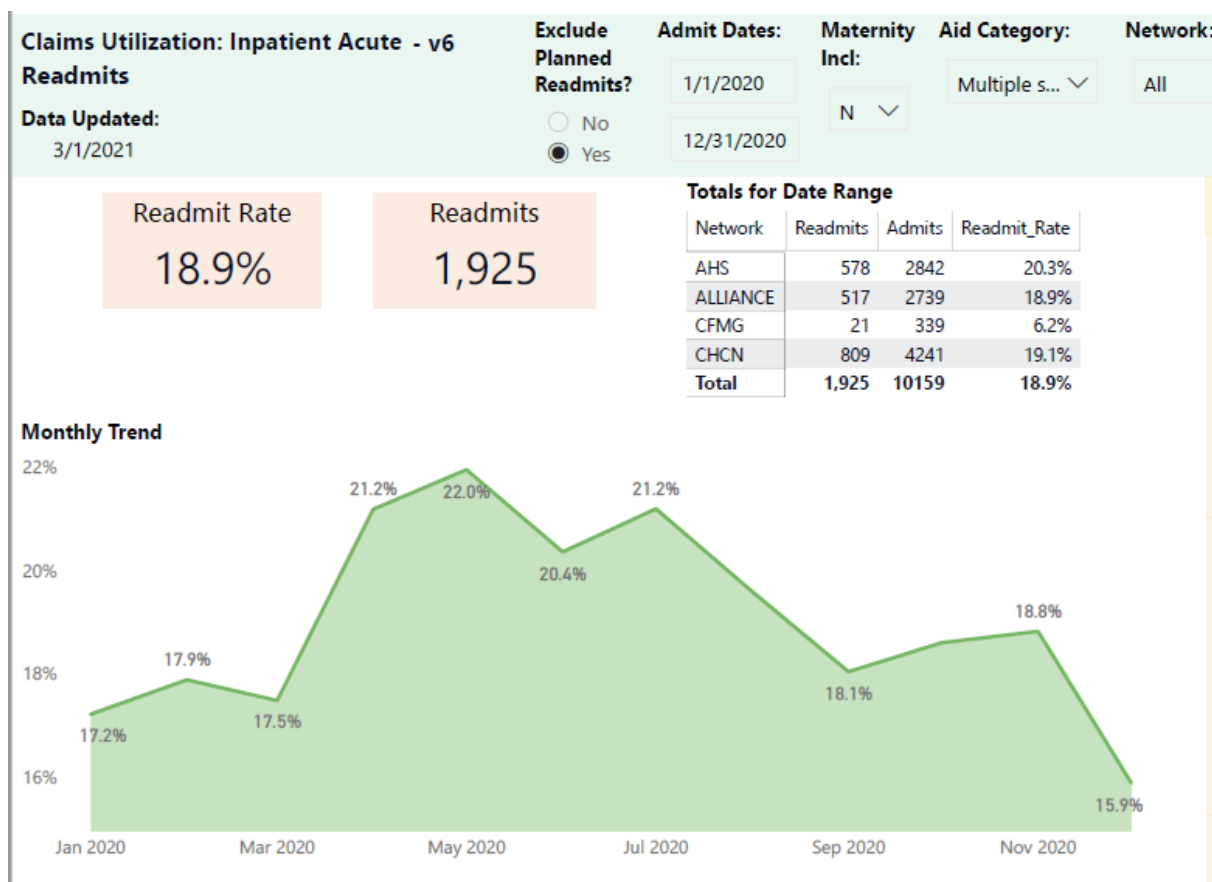 Claims Utilization: Inpatient Acute - v6
Readmits
Data Updated:
3/1/2021
Exclude
Planned
Readmits?
No
Yes
Admit Dates:
1/1/2020
12/31/2020
Maternity
Incl:
N
Aid Category:
Multiple s...
Network:
All
Readmit Rate
18.9%
Readmits
1,925
Totals for Date Range
Network Readmits Admits Readmit_Rate
AHS 578 2842 20.3%
ALLIANCE 517 2739 18.9%
CFMG 21 339 6.2%
CHCN 809 4241 19.1%
Total 1,925 10159 18.9%
Monthly Trend
22%
20%
18%
16%
17.2%
17.9%
17.5%
21.2%
22.0%
20.4%
21.2%
18.1%
18.8%
15.9%
Jan 2020 Mar 2020 May 2020 Jul 2020 Sep 2020 Nov 2020